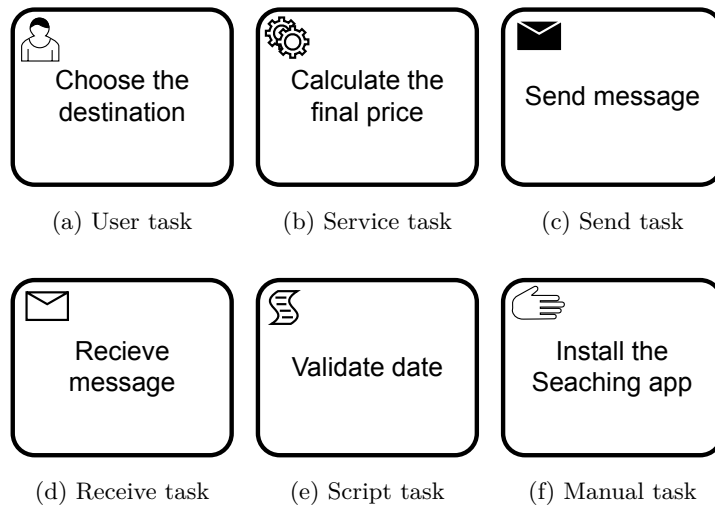 Choose the
destination
Calculate the
final price
Send message
(a) User task
(b) Service task
(c) Send task
Recieve
message
Validate date
Install the
Seaching app
(d) Receive task
(e) Script task
(f) Manual task